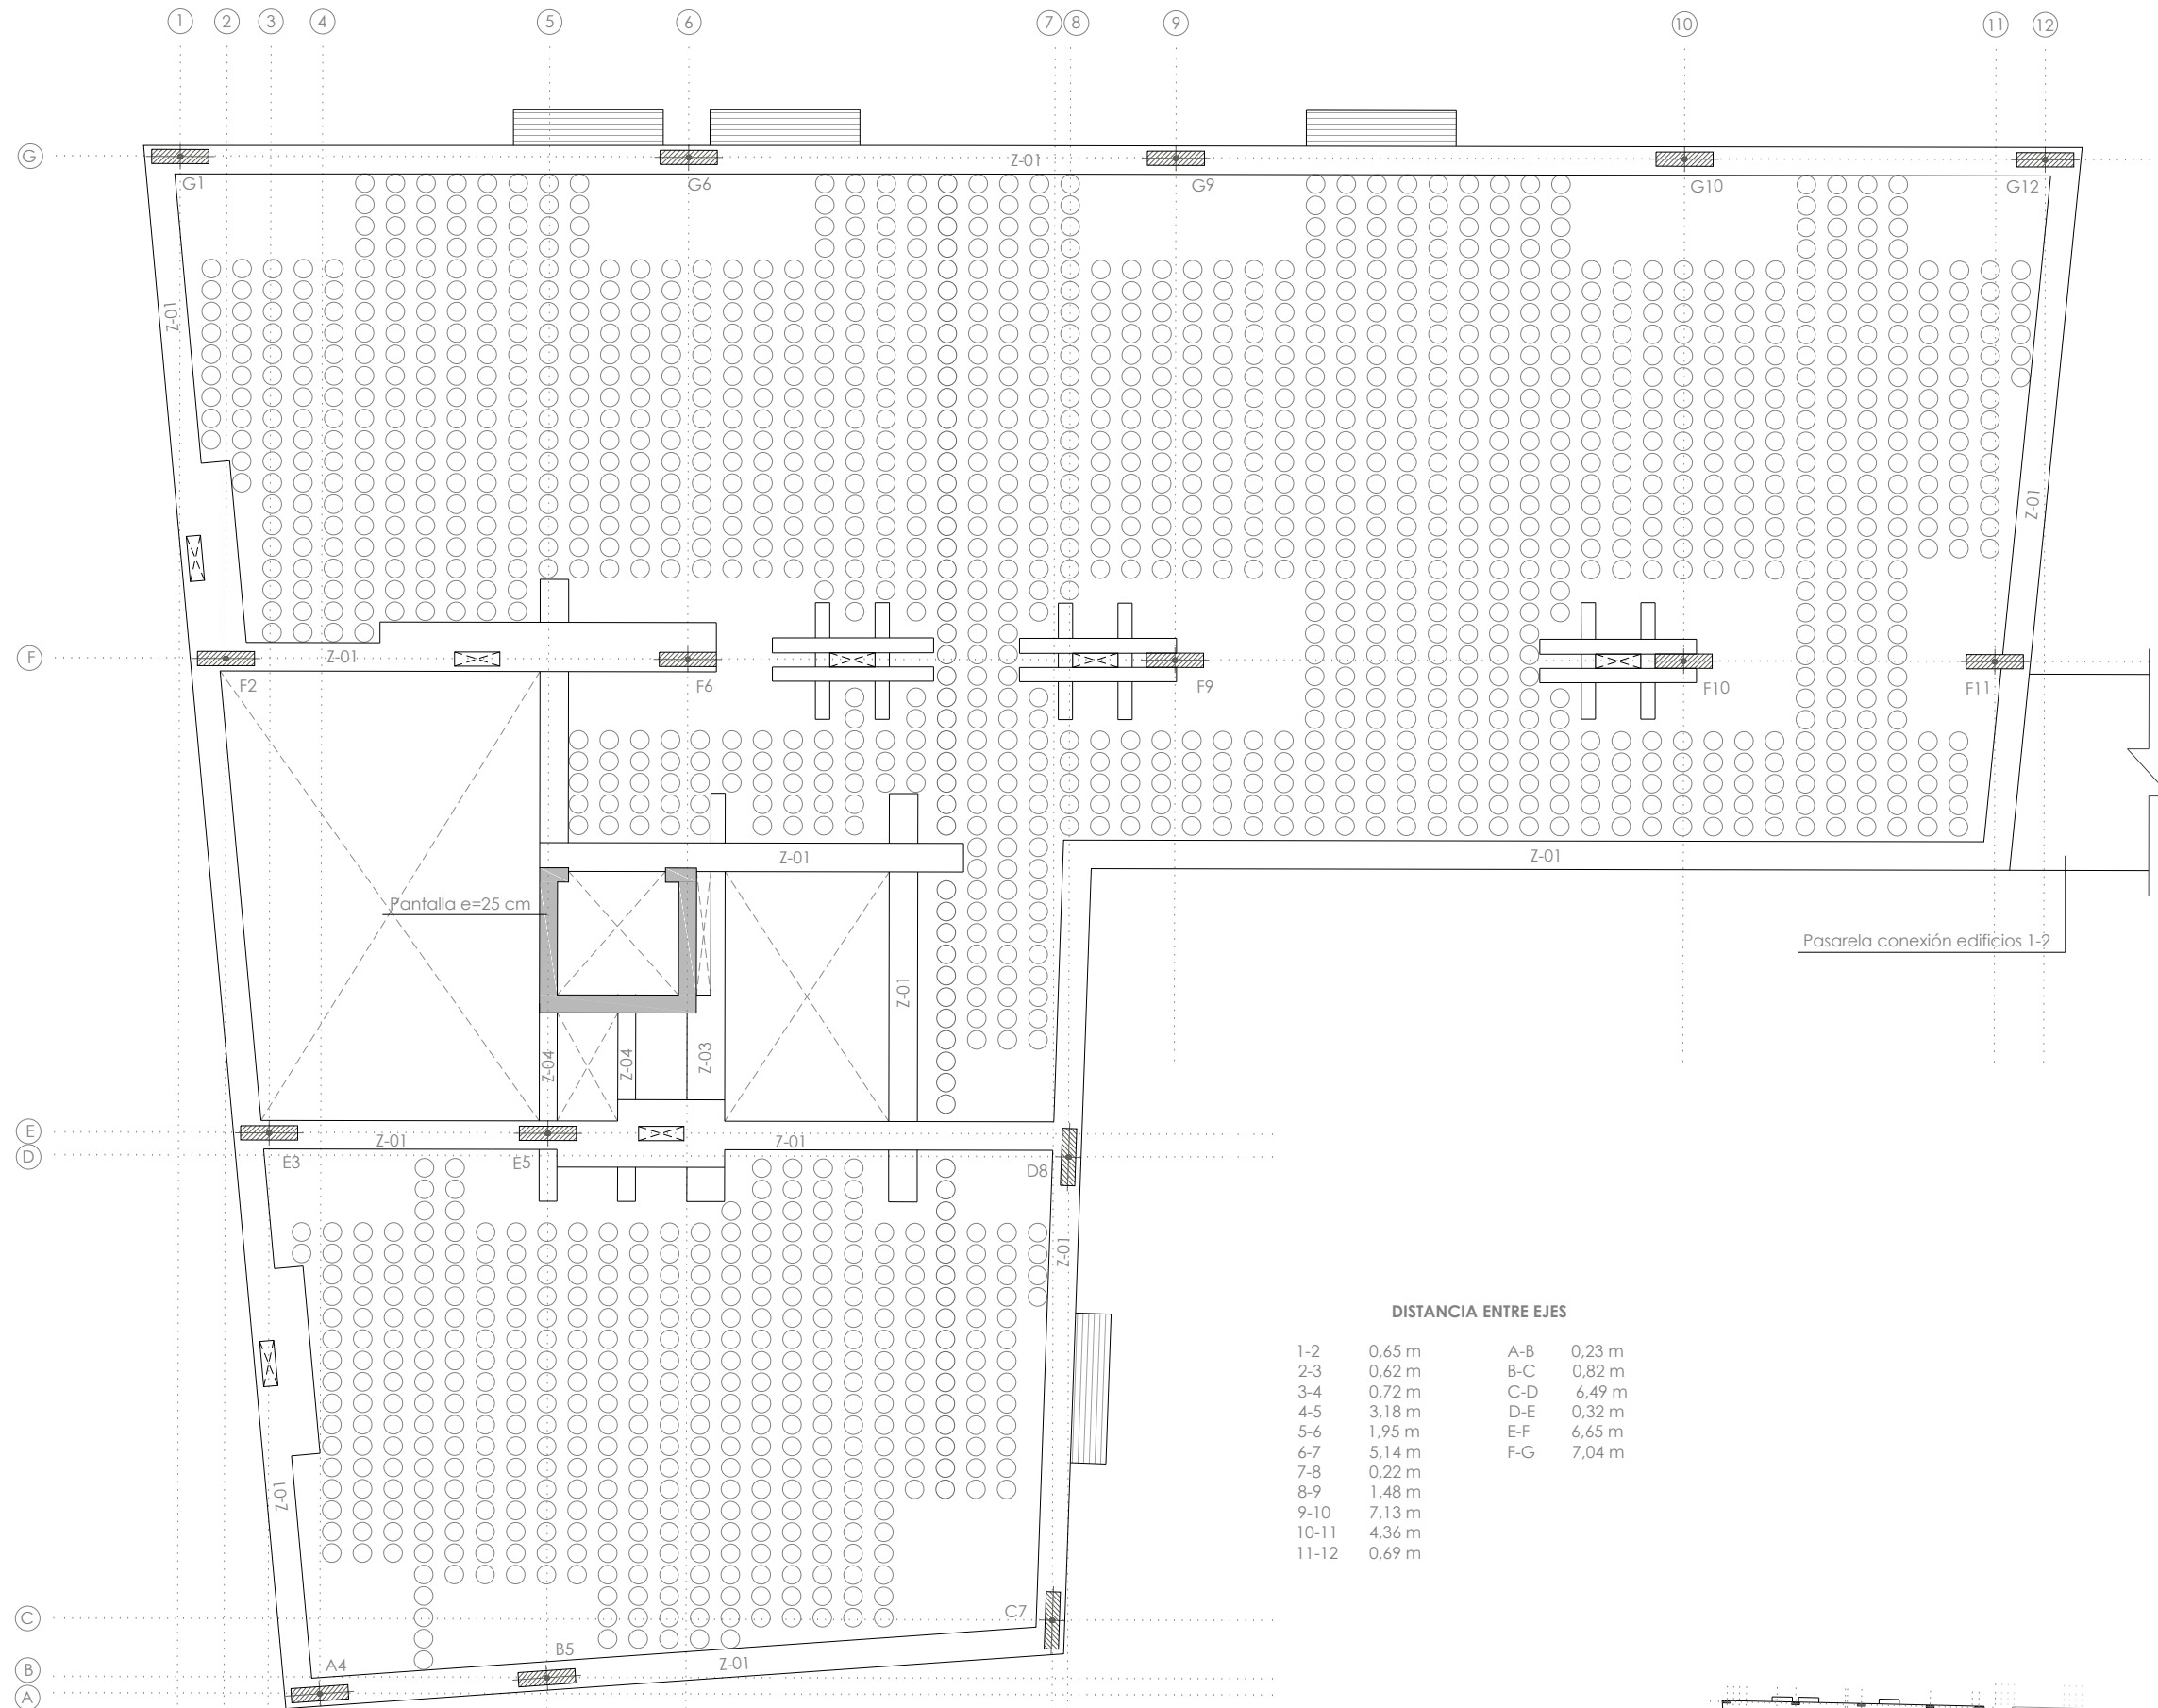 1 2 3 4 5 6 7 8 9 10 11 12
G
Z-01
G1 G6 G9 G10 G12
Z-01
Z-01
F
Z-01
F2 F6 F9 F10 F11
Z-01 Z-01
Pantalla e=25 cm
Pasarela conexión edificios 1-2
Z-01
Z-04 Z-04 Z-03
E
Z-01 Z-01
D
E3 E5 D8
Z-01
DISTANCIA ENTRE EJES
1-2 0,65 m A-B 0,23 m
2-3 0,62 m B-C 0,82 m
3-4 0,72 m C-D 6,49 m
4-5 3,18 m D-E 0,32 m
5-6 1,95 m E-F 6,65 m
6-7 5,14 m F-G 7,04 m
7-8 0,22 m
8-9 1,48 m
9-10 7,13 m
10-11 4,36 m
11-12 0,69 m
Z-01
C
C7
B
A4 B5
Z-01
A